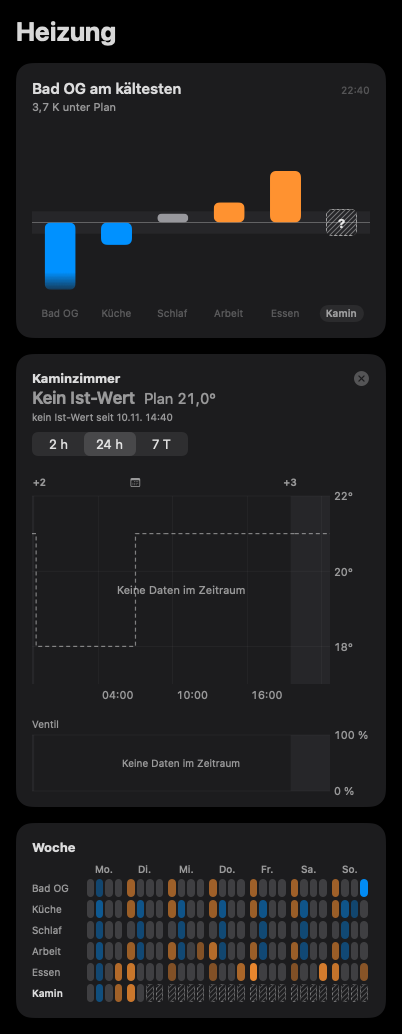 Heizung
Bad OG am kältesten 22:40
3,7 K unter Plan
?
Bad OG Küche Schlaf Arbeit Essen Kamin
Kaminzimmer
Kein Ist-Wert Plan 21,0°
kein Ist-Wert seit 10.11. 14:40
2 h 24 h 7 T
+2 +3
22°
20°
Keine Daten im Zeitraum
18°
04:00 10:00 16:00
Ventil
100 %
Keine Daten im Zeitraum
0 %
Woche
Mo. Di. Mi. Do. Fr. Sa. So.
Bad OG
Küche
Schlaf
Arbeit
Essen
Kamin